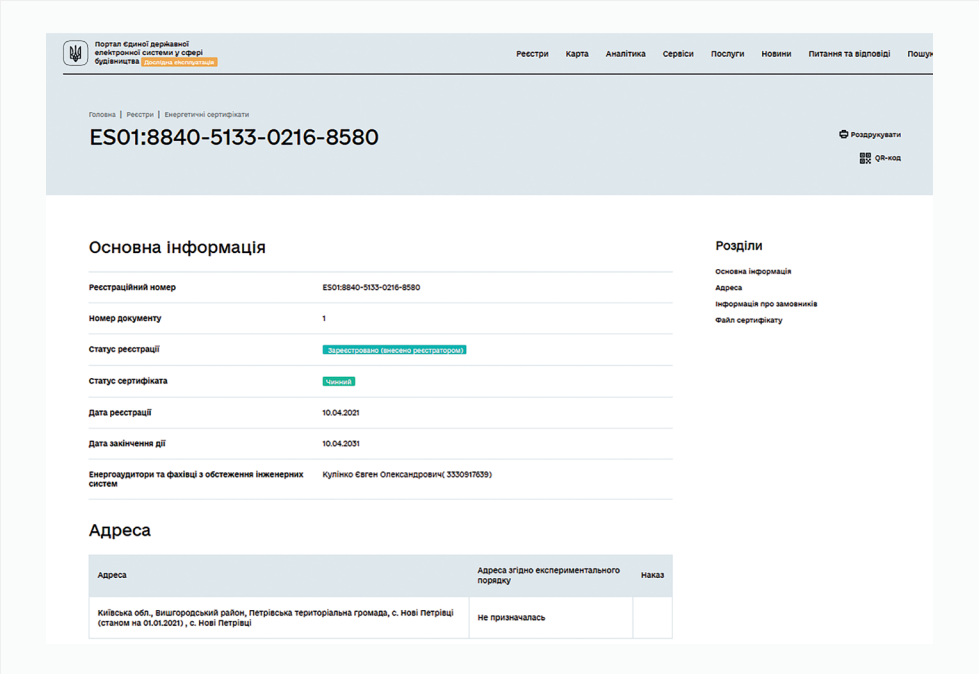 Портал Єдиної державної
електронної системи у сфері
будівництва Дослідна експлуатація
Реєстри Карта Аналітика Сервіси Послуги Новини Питання та відповіді Пошук
Головна | Реєстри | Енергетичні сертифікати
ES01:8840-5133-0216-8580
Роздрукувати
QR-код
Основна інформація
Реєстраційний номер ES01:8840-5133-0216-8580
Номер документу 1
Статус реєстрації Зареєстровано (внесено реєстратором)
Статус сертифіката Чинний
Дата реєстрації 10.04.2021
Дата закінчення дії 10.04.2031
Енергоаудитори та фахівці з обстеження інженерних Кулінко Євген Олександрович( 3330917639)
систем
Розділи
Основна інформація
Адреса
Інформація про замовників
Файл сертифікату
Адреса
Адреса Адреса згідно експериментального Наказ
порядку
Київська обл., Вишгородський район, Петрівська територіальна громада, с. Нові Петрівці Не призначалась
(станом на 01.01.2021) , с. Нові Петрівці